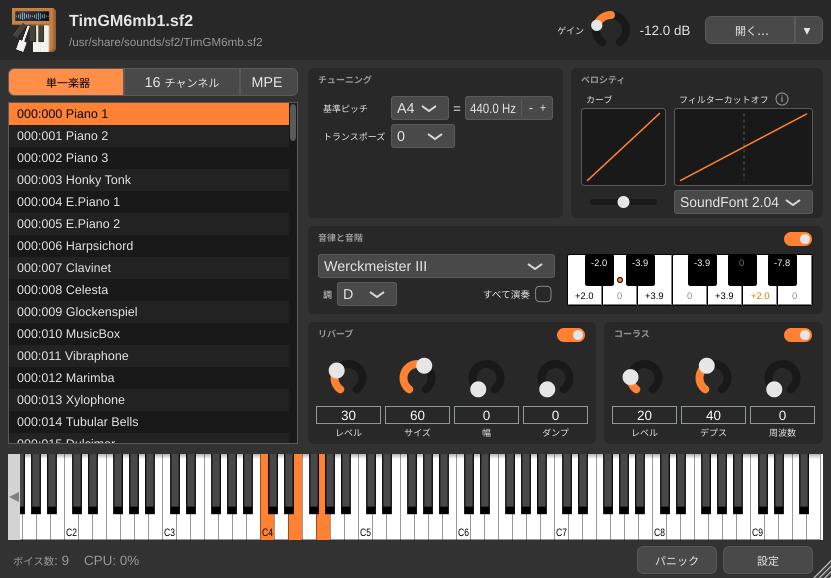 TimGM6mb1.sf2
/usr/share/sounds/sf2/TimGM6mb.sf2
ゲイン -12.0 dB 開く... ▼
単一楽器 16 チャンネル MPE
000:000 Piano 1
000:001 Piano 2
000:002 Piano 3
000:003 Honky Tonk
000:004 E.Piano 1
000:005 E.Piano 2
000:006 Harpsichord
000:007 Clavinet
000:008 Celesta
000:009 Glockenspiel
000:010 MusicBox
000:011 Vibraphone
000:012 Marimba
000:013 Xylophone
000:014 Tubular Bells
000:015 Dulcimer
チューニング
基準ピッチ A4 = 440.0 Hz - +
トランスポーズ 0
ベロシティ
カーブ フィルターカットオフ ⓘ
SoundFont 2.04
音律と音階
Werckmeister III
調 D すべて演奏
-2.0 -3.9 -3.9 0 -7.8
+2.0 0 +3.9 0 +3.9 +2.0 0
リバーブ
30 60 0 0
レベル サイズ 幅 ダンプ
コーラス
20 40 0
レベル デプス 周波数
C2 C3 C4 C5 C6 C7 C8 C9
ボイス数: 9 CPU: 0%
パニック 設定